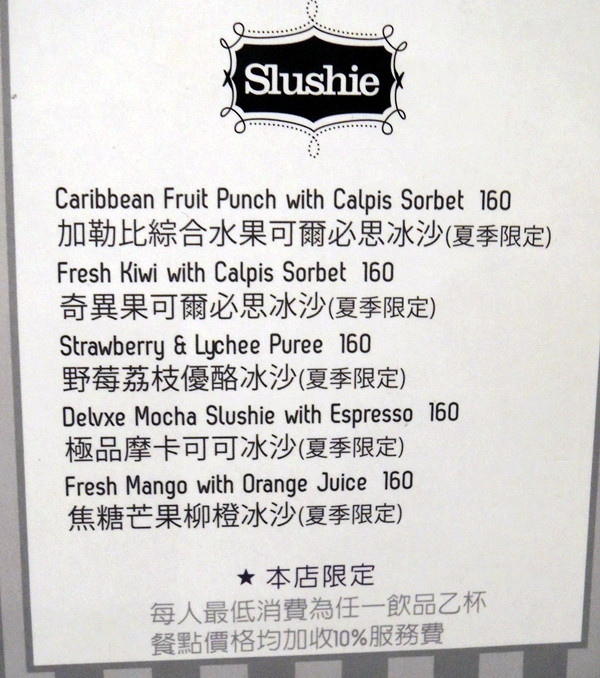 Slushie
Caribbean Fruit Punch with Calpis Sorbet 160
加勒比綜合水果可爾必思冰沙(夏季限定)
Fresh Kiwi with Calpis Sorbet 160
奇異果可爾必思冰沙(夏季限定)
Strawberry & Lychee Puree 160
野莓荔枝優酪冰沙(夏季限定)
Delvxe Mocha Slushie with Espresso 160
極品摩卡可可冰沙(夏季限定)
Fresh Mango with Orange Juice 160
焦糖芒果柳橙冰沙(夏季限定)
★ 本店限定
每人最低消費為任一飲品乙杯
餐點價格均加收10%服務費